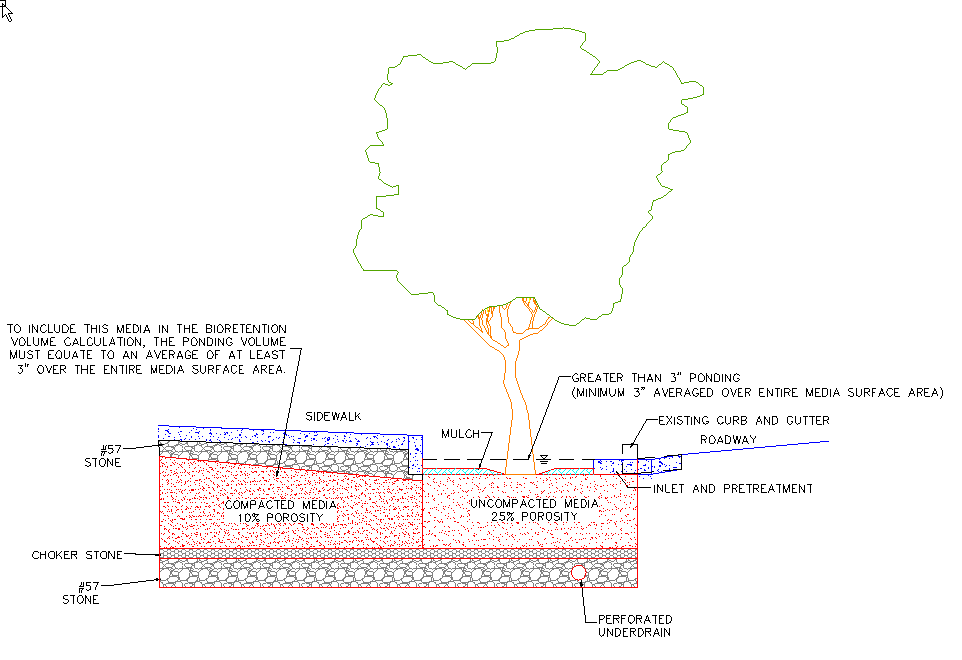 TO INCLUDE THIS MEDIA IN THE BIORETENTION
VOLUME CALCULATION, THE PONDING VOLUME
MUST EQUATE TO AN AVERAGE OF AT LEAST
3" OVER THE ENTIRE MEDIA SURFACE AREA.
GREATER THAN 3" PONDING
(MINIMUM 3" AVERAGED OVER ENTIRE MEDIA SURFACE AREA)
SIDEWALK
EXISTING CURB AND GUTTER
MULCH
ROADWAY
#57
STONE
INLET AND PRETREATMENT
COMPACTED MEDIA
10% POROSITY
UNCOMPACTED MEDIA
25% POROSITY
CHOKER STONE
#57
STONE
PERFORATED
UNDERDRAIN